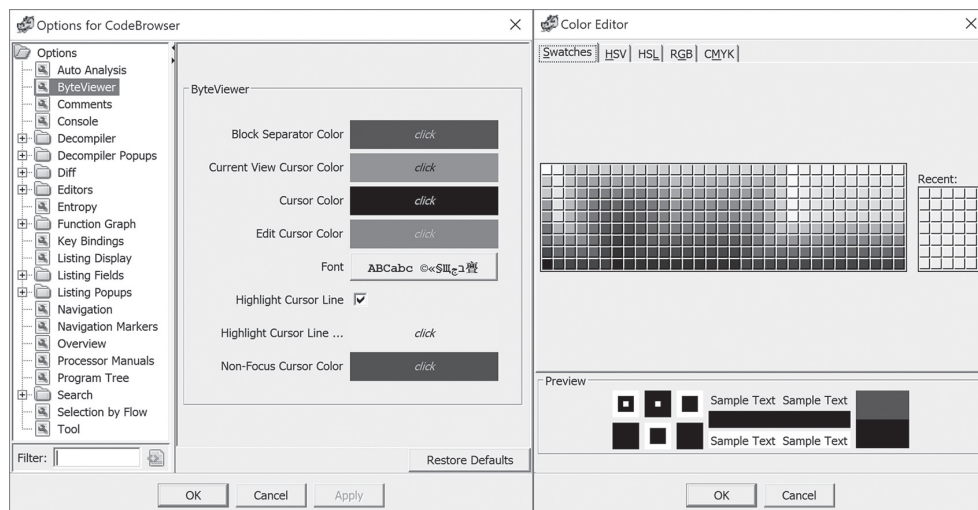 Options for CodeBrowser
Options
Auto Analysis
ByteViewer
Comments
Console
Decompiler
Decompiler Popups
Diff
Editors
Entropy
Function Graph
Key Bindings
Listing Display
Listing Fields
Listing Popups
Navigation
Navigation Markers
Overview
Processor Manuals
Program Tree
Search
Selection by Flow
Tool
Filter:
ByteViewer
Block Separator Color click
Current View Cursor Color click
Cursor Color click
Edit Cursor Color click
Font ABCabc ©«§Ш
Highlight Cursor Line
Highlight Cursor Line ... click
Non-Focus Cursor Color click
Restore Defaults
OK Cancel Apply
Color Editor
Swatches HSV HSL RGB CMYK
Recent:
Preview
Sample Text Sample Text
Sample Text Sample Text
OK Cancel